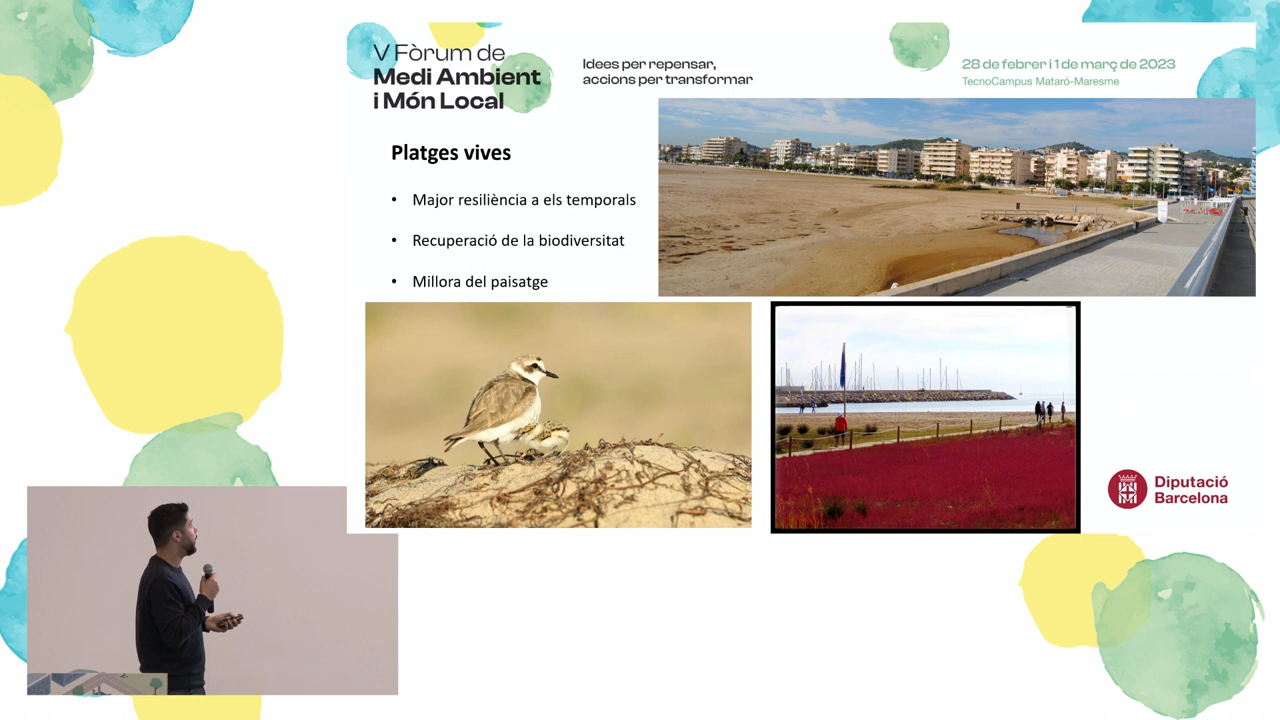 V Fòrum de
Medi Ambient
i Món Local
Idees per repensar,
accions per transformar
28 de febrer i 1 de març de 2023
TecnoCampus Mataró-Maresme
Platges vives
• Major resiliència a els temporals
• Recuperació de la biodiversitat
• Millora del paisatge
Diputació
Barcelona